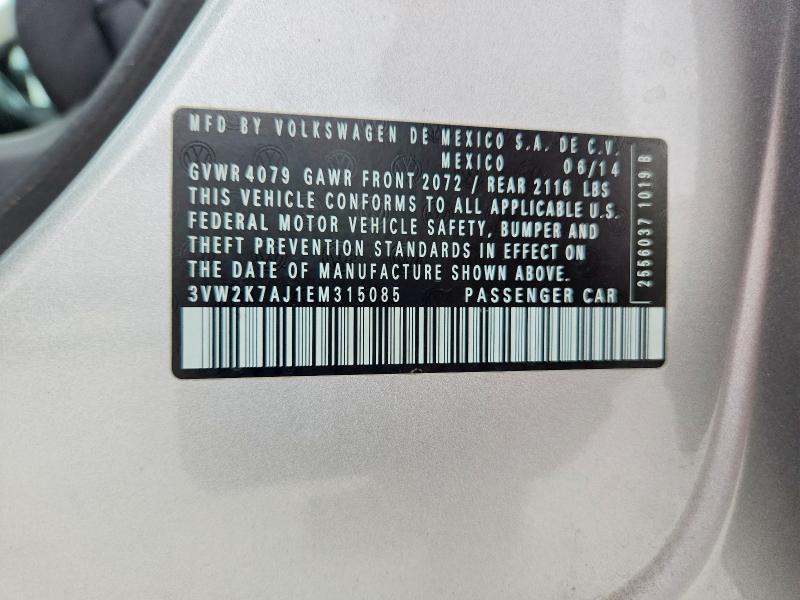 MFD BY VOLKSWAGEN DE MEXICO S.A. DE C.V.
MEXICO 06/14
GVWR 4079 GAWR FRONT 2072 / REAR 2116 LBS
THIS VEHICLE CONFORMS TO ALL APPLICABLE U.S.
FEDERAL MOTOR VEHICLE SAFETY, BUMPER AND
THEFT PREVENTION STANDARDS IN EFFECT ON
THE DATE OF MANUFACTURE SHOWN ABOVE.
3VW2K7AJ1EM315085 PASSENGER CAR
2556037 1019 B